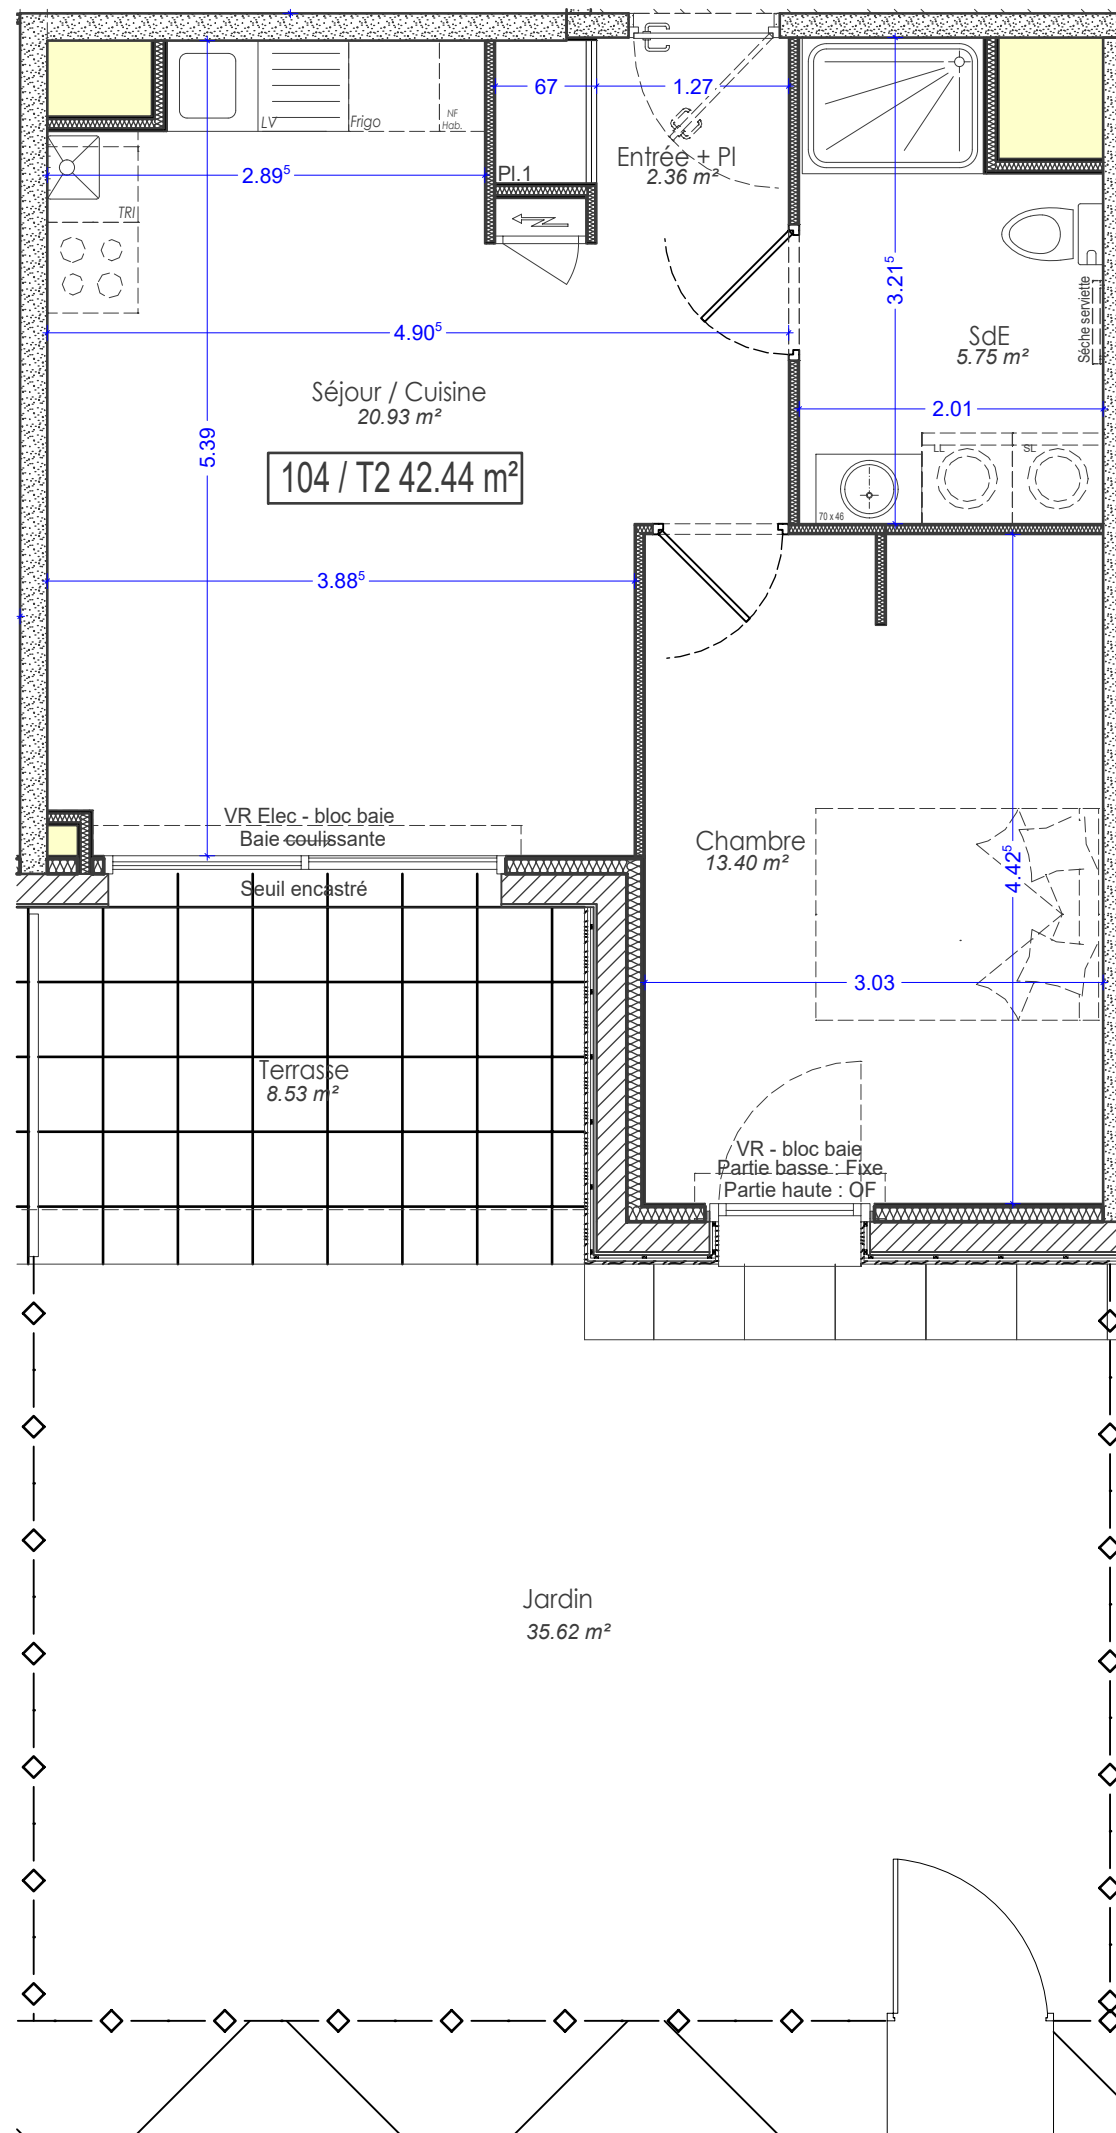 67
1.27
LV
Frigo
NF
Hab.
Entrée + Pl
2.36 m²
2.89⁵
Pl.1
TRI
3.21⁵
4.90⁵
SdE
5.75 m²
Sèche serviette
Séjour / Cuisine
20.93 m²
2.01
5.39
LL
SL
104 / T2 42.44 m²
70 x 46
3.88⁵
VR Elec - bloc baie
Baie coulissante
Chambre
13.40 m²
4.42⁵
Seuil encastré
3.03
Terrasse
8.53 m²
VR - bloc baie
Partie basse : Fixe
Partie haute : OF
Jardin
35.62 m²